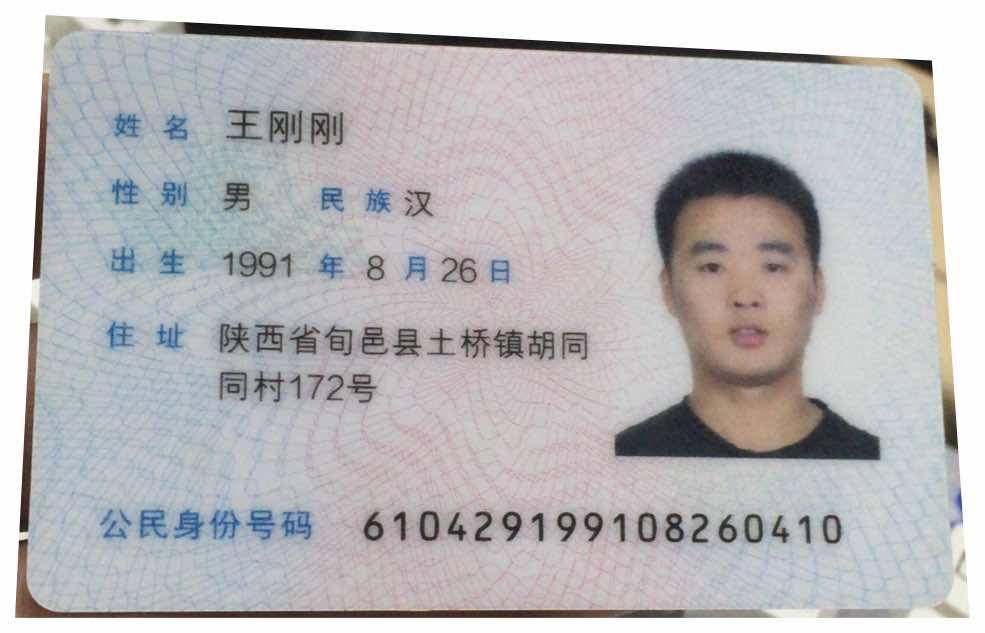 姓名 王刚刚
性别 男 民族 汉
出生 1991 年 8 月 26 日
住址 陕西省旬邑县土桥镇胡同
同村172号
公民身份号码 610429199108260410